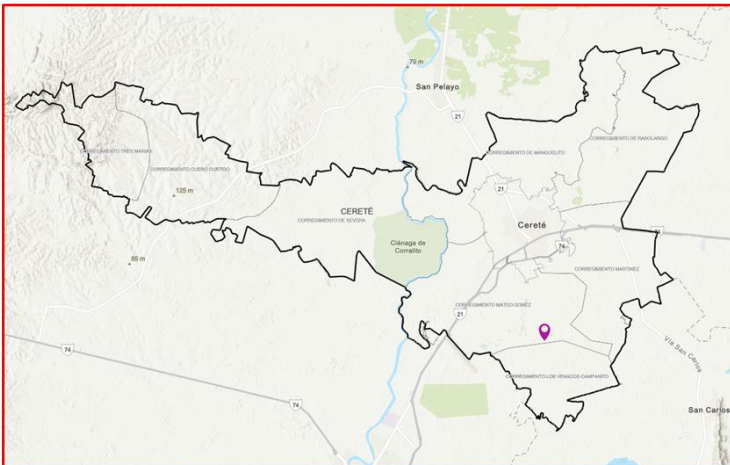 79 m
San Pelayo
21
CORREGIMIENTO DE RABOLARGO
CORREGIMIENTO TRES MARIAS
CORREGIMIENTO DE MANGUELITO
CORREGIMIENTO CUERO CURTIDO
125 m
21
CERETÉ
CORREGIMIENTO DE SEVERA
Cereté
Ciénaga de
Corralito
74
85 m
CORREGIMIENTO MARTINEZ
CORREGIMIENTO MATEO GOMÉZ
21
74
Vía San Carlos
CORREGIMIENTO LOS VENADOS CAMPANITO
74
San Carlos